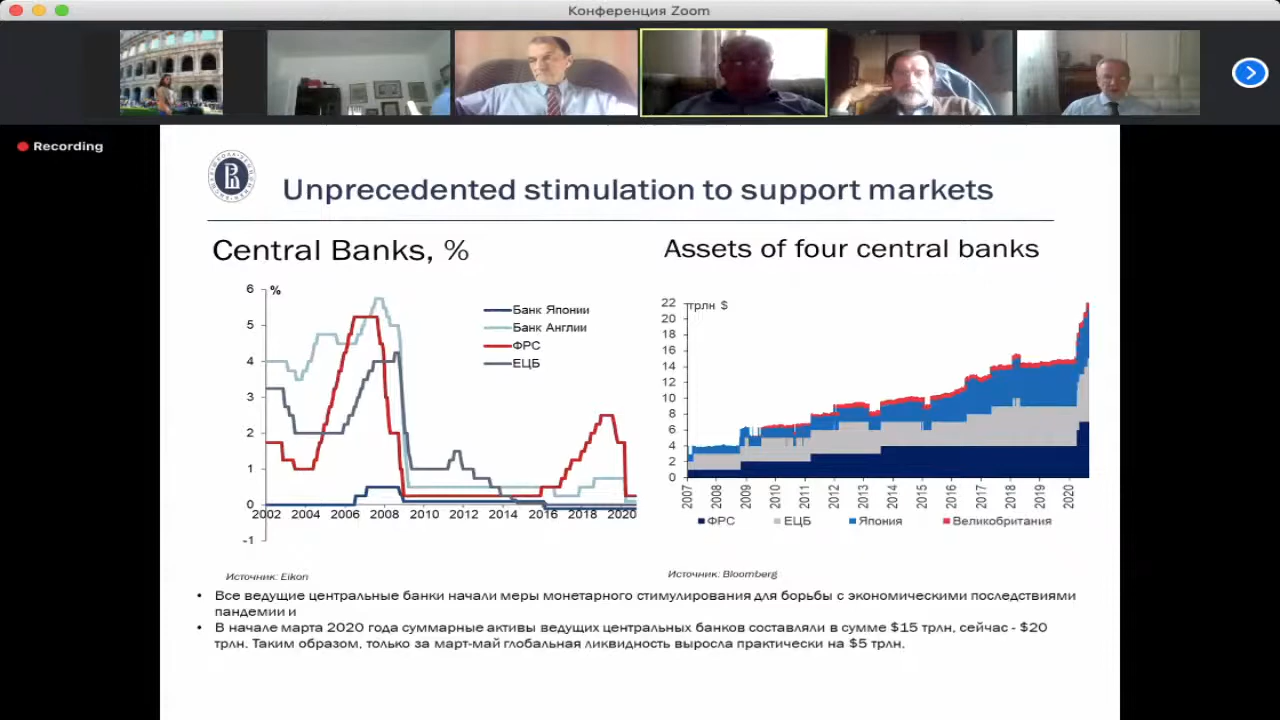 Конференция Zoom
Recording
Unprecedented stimulation to support markets
Central Banks, %
Assets of four central banks
6
5
4
3
2
1
0
-1
%
Банк Японии
Банк Англии
ФРС
ЕЦБ
2002 2004 2006 2008 2010 2012 2014 2016 2018 2020
22
20
18
16
14
12
10
8
6
4
2
0
трлн $
2007 2008 2009 2010 2011 2012 2013 2014 2015 2016 2017 2018 2019 2020
ФРС ЕЦБ Япония Великобритания
Источник: Eikon
Источник: Bloomberg
• Все ведущие центральные банки начали меры монетарного стимулирования для борьбы с экономическими последствиями
пандемии и
• В начале марта 2020 года суммарные активы ведущих центральных банков составляли в сумме $15 трлн, сейчас - $20
трлн. Таким образом, только за март-май глобальная ликвидность выросла практически на $5 трлн.